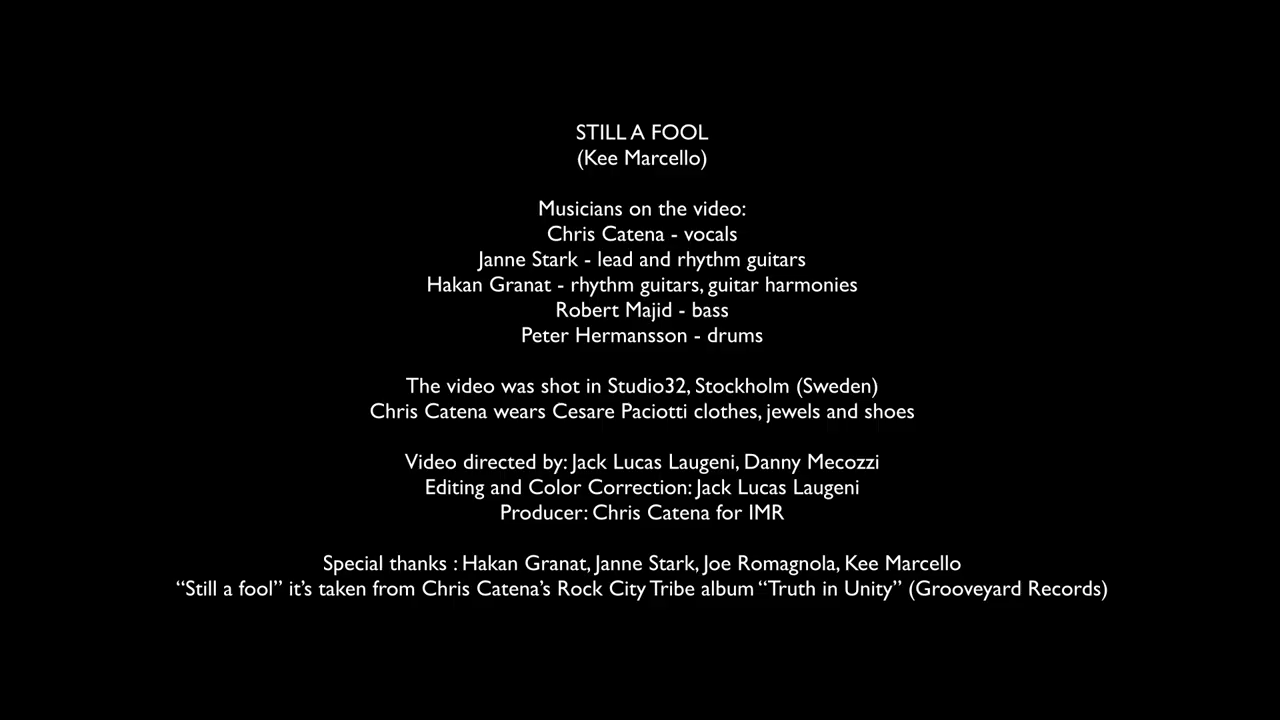 STILL A FOOL
(Kee Marcello)
Musicians on the video:
Chris Catena - vocals
Janne Stark - lead and rhythm guitars
Hakan Granat - rhythm guitars, guitar harmonies
Robert Majid - bass
Peter Hermansson - drums
The video was shot in Studio32, Stockholm (Sweden)
Chris Catena wears Cesare Paciotti clothes, jewels and shoes
Video directed by: Jack Lucas Laugeni, Danny Mecozzi
Editing and Color Correction: Jack Lucas Laugeni
Producer: Chris Catena for IMR
Special thanks : Hakan Granat, Janne Stark, Joe Romagnola, Kee Marcello
“Still a fool” it’s taken from Chris Catena’s Rock City Tribe album “Truth in Unity” (Grooveyard Records)